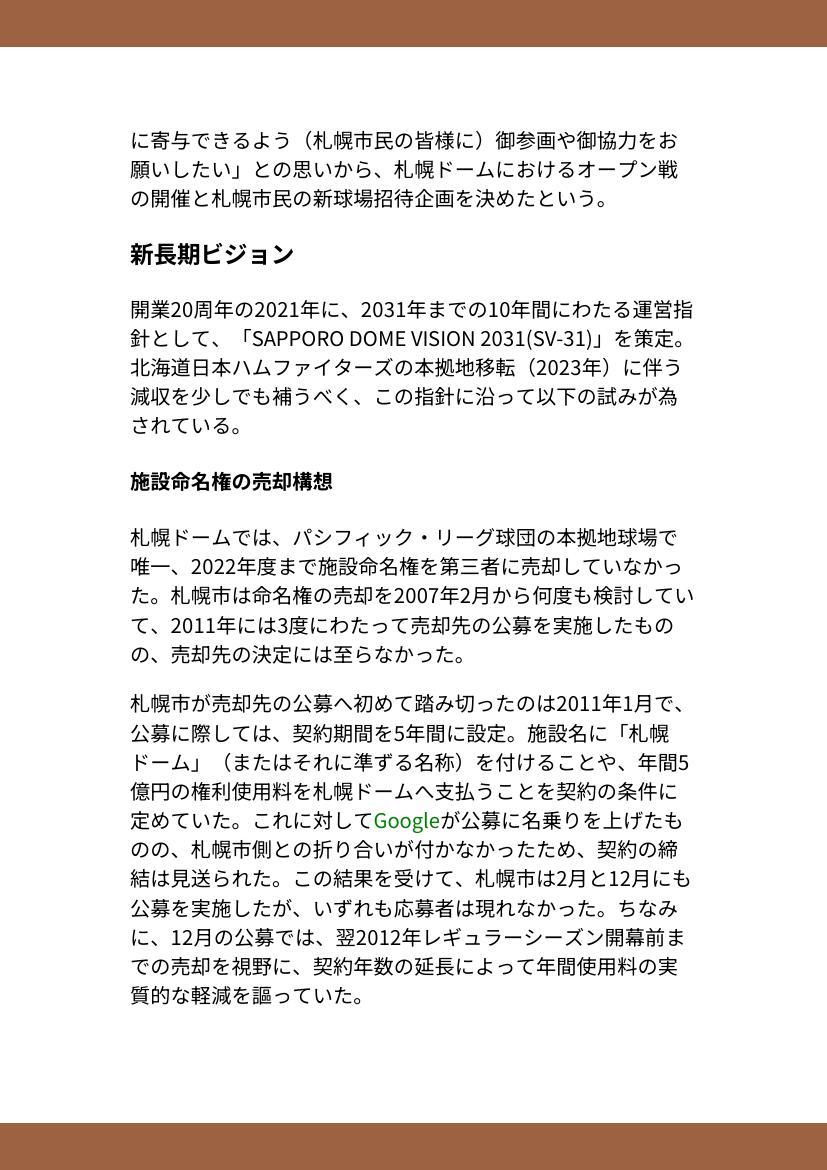 に寄与できるよう（札幌市民の皆様に）御参画や御協力をお
願いしたい」との思いから、札幌ドームにおけるオープン戦
の開催と札幌市民の新球場招待企画を決めたという。
新長期ビジョン
開業20周年の2021年に、2031年までの10年間にわたる運営指
針として、「SAPPORO DOME VISION 2031(SV-31)」を策定。
北海道日本ハムファイターズの本拠地移転（2023年）に伴う
減収を少しでも補うべく、この指針に沿って以下の試みが為
されている。
施設命名権の売却構想
札幌ドームでは、パシフィック・リーグ球団の本拠地球場で
唯一、2022年度まで施設命名権を第三者に売却していなかっ
た。札幌市は命名権の売却を2007年2月から何度も検討してい
て、2011年には3度にわたって売却先の公募を実施したもの
の、売却先の決定には至らなかった。
札幌市が売却先の公募へ初めて踏み切ったのは2011年1月で、
公募に際しては、契約期間を5年間に設定。施設名に「札幌
ドーム」（またはそれに準ずる名称）を付けることや、年間5
億円の権利使用料を札幌ドームへ支払うことを契約の条件に
定めていた。これに対してGoogleが公募に名乗りを上げたも
のの、札幌市側との折り合いが付かなかったため、契約の締
結は見送られた。この結果を受けて、札幌市は2月と12月にも
公募を実施したが、いずれも応募者は現れなかった。ちなみ
に、12月の公募では、翌2012年レギュラーシーズン開幕前ま
での売却を視野に、契約年数の延長によって年間使用料の実
質的な軽減を謳っていた。